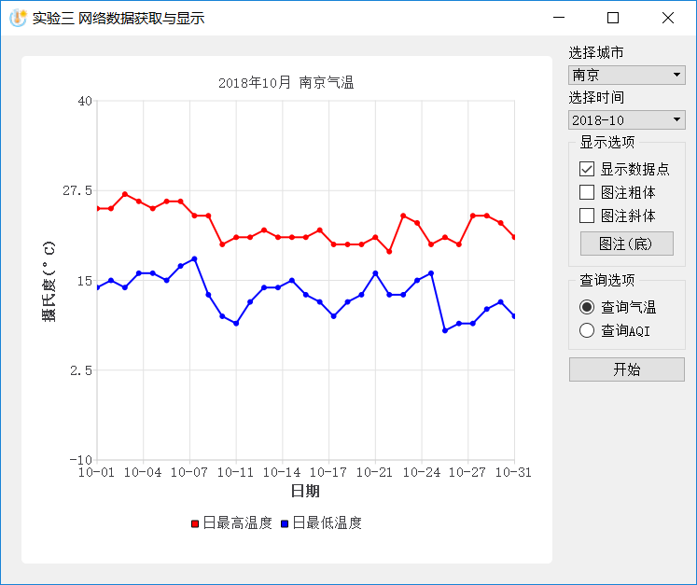 实验三 网络数据获取与显示
2018年10月 南京气温
40
27.5
15
2.5
-10
摄氏度(°C)
10-01 10-04 10-07 10-11 10-14 10-17 10-21 10-24 10-27 10-31
日期
日最高温度 日最低温度
选择城市
南京
选择时间
2018-10
显示选项
显示数据点
图注粗体
图注斜体
图注(底)
查询选项
查询气温
查询AQI
开始